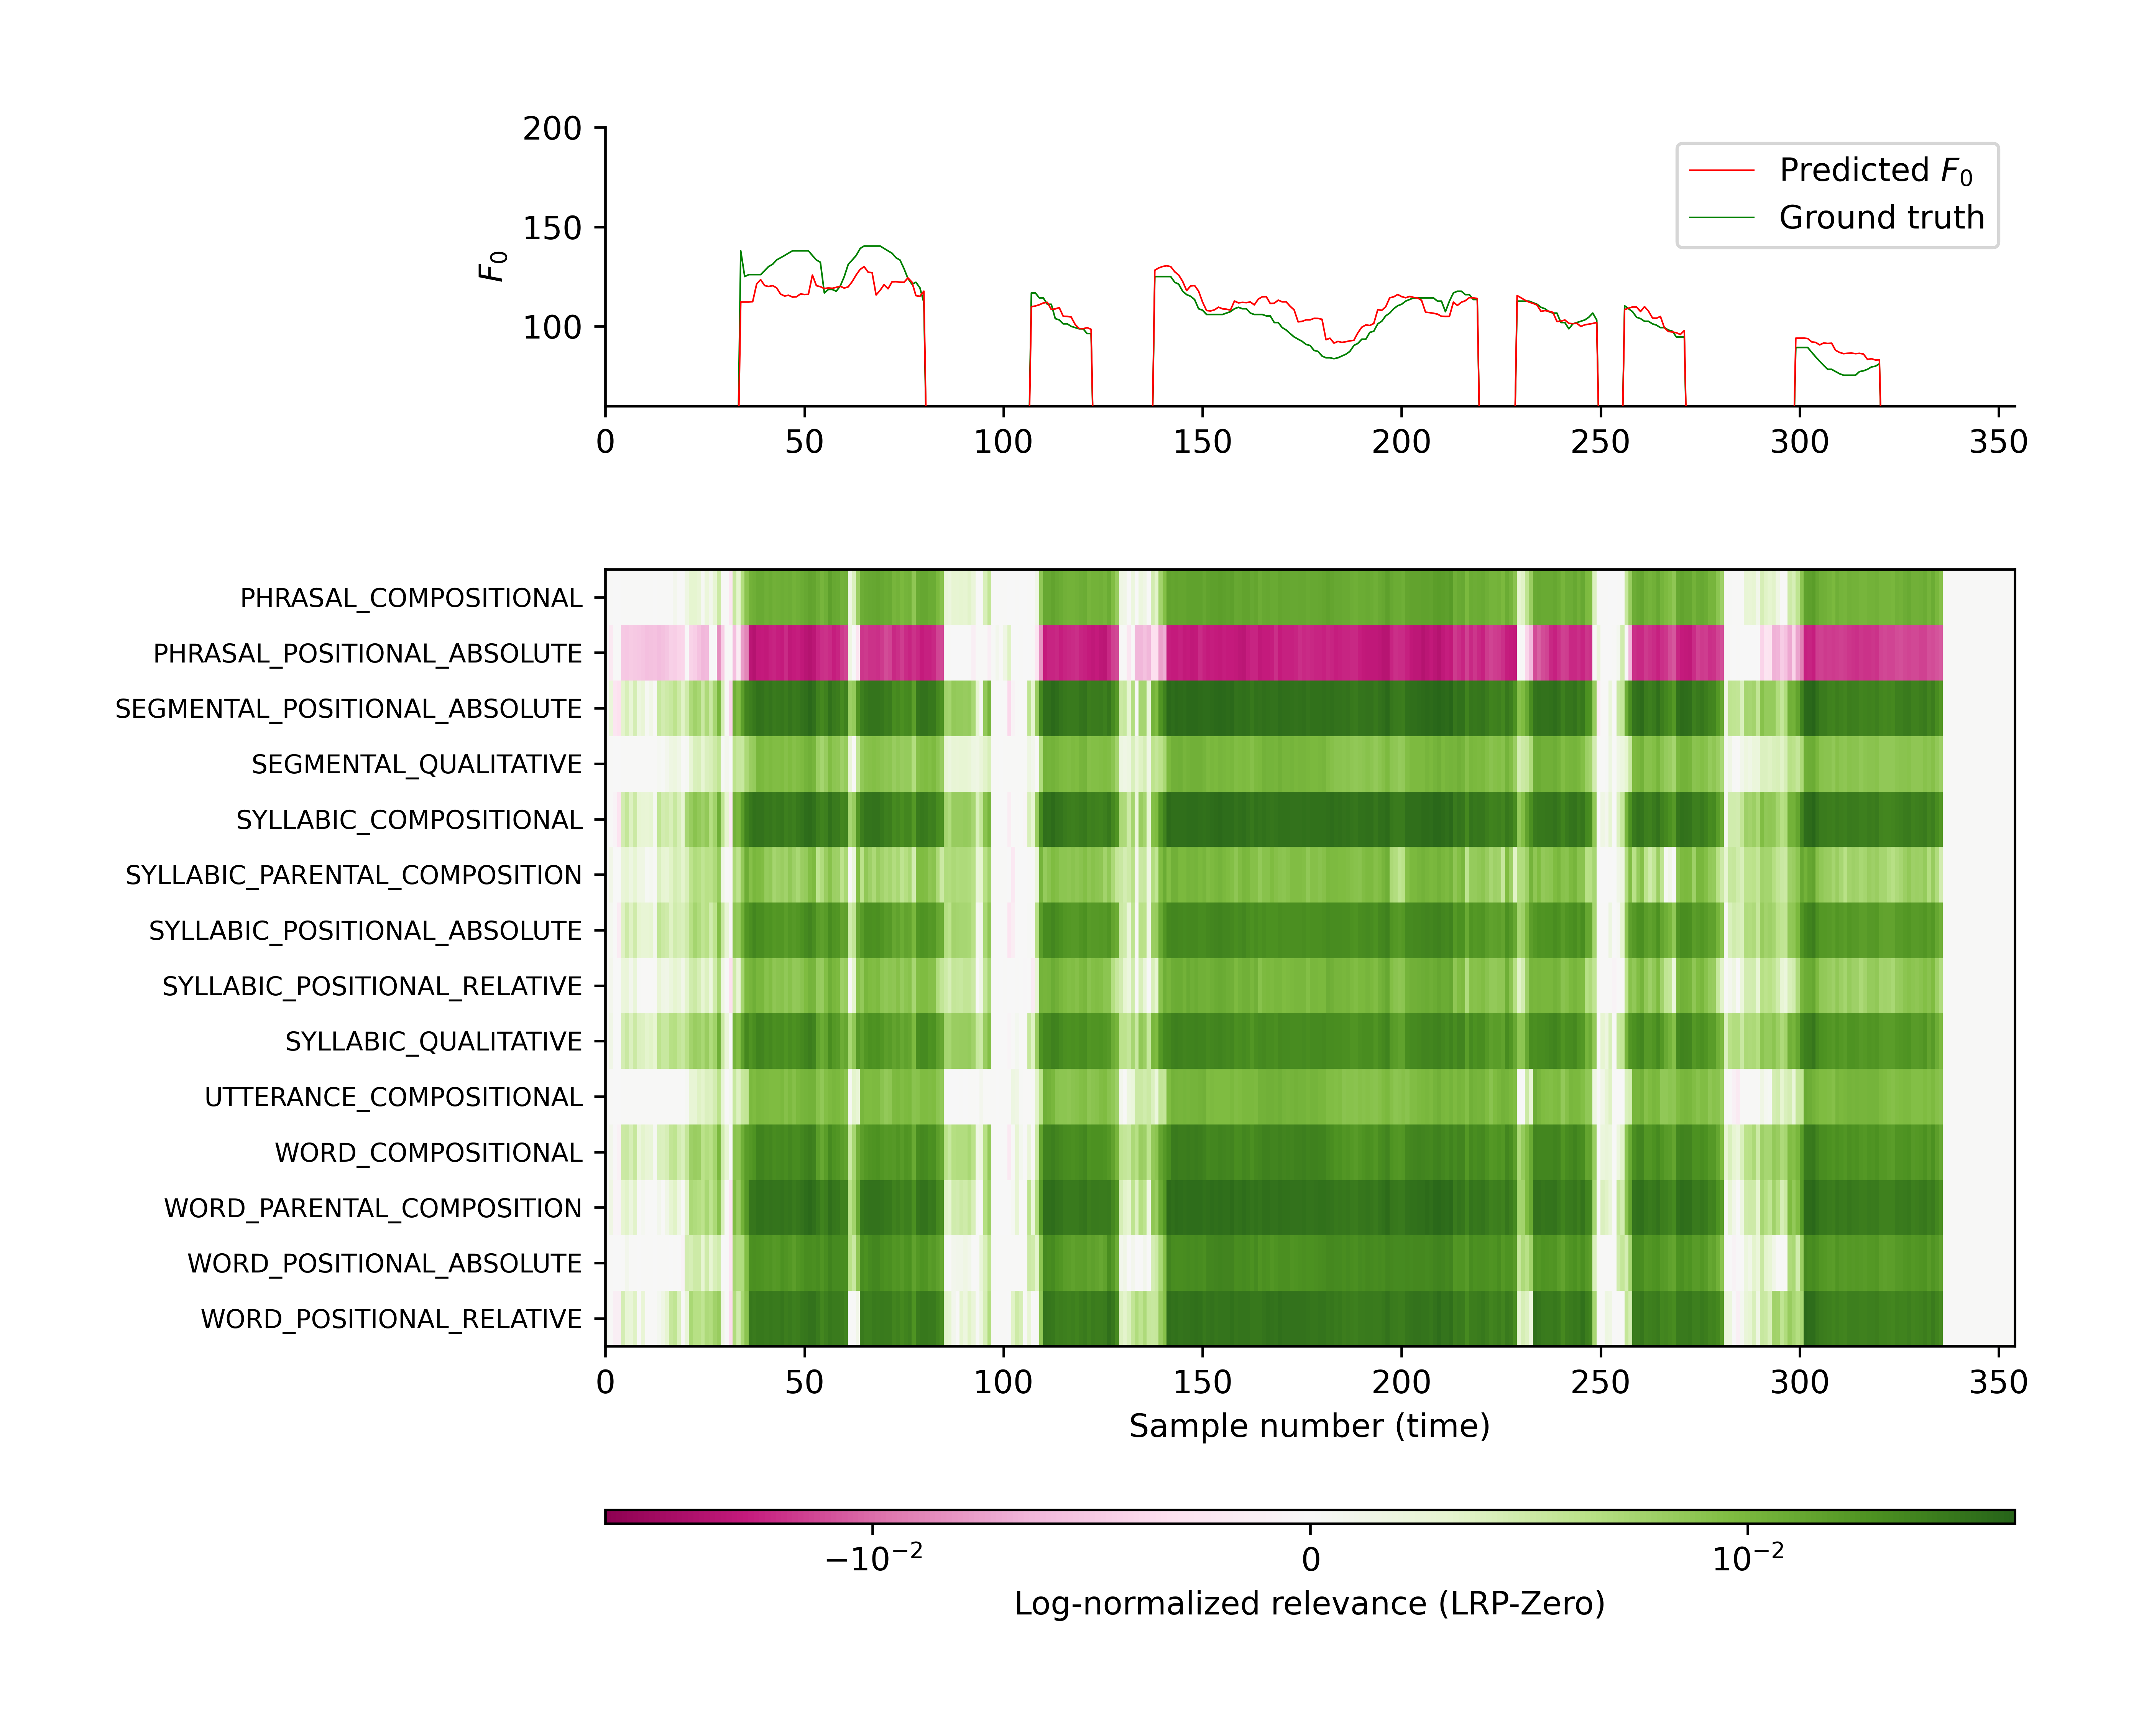 200
150
100
F0
Predicted F0
Ground truth
0 50 100 150 200 250 300 350
PHRASAL_COMPOSITIONAL
PHRASAL_POSITIONAL_ABSOLUTE
SEGMENTAL_POSITIONAL_ABSOLUTE
SEGMENTAL_QUALITATIVE
SYLLABIC_COMPOSITIONAL
SYLLABIC_PARENTAL_COMPOSITION
SYLLABIC_POSITIONAL_ABSOLUTE
SYLLABIC_POSITIONAL_RELATIVE
SYLLABIC_QUALITATIVE
UTTERANCE_COMPOSITIONAL
WORD_COMPOSITIONAL
WORD_PARENTAL_COMPOSITION
WORD_POSITIONAL_ABSOLUTE
WORD_POSITIONAL_RELATIVE
0 50 100 150 200 250 300 350
Sample number (time)
−10⁻² 0 10⁻²
Log-normalized relevance (LRP-Zero)